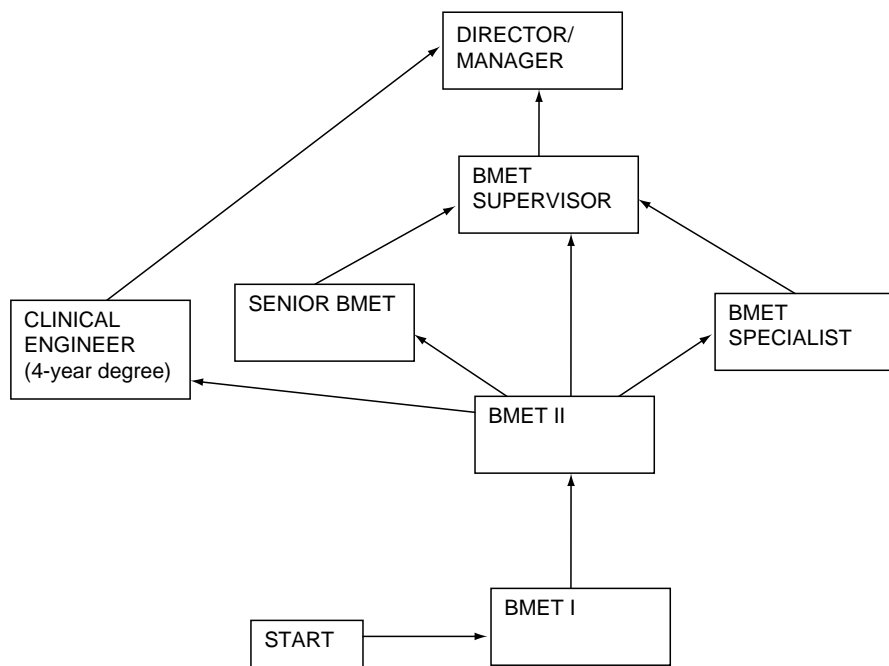 DIRECTOR/
MANAGER
BMET
SUPERVISOR
SENIOR BMET
BMET
SPECIALIST
CLINICAL
ENGINEER
(4-year degree)
BMET II
BMET I
START